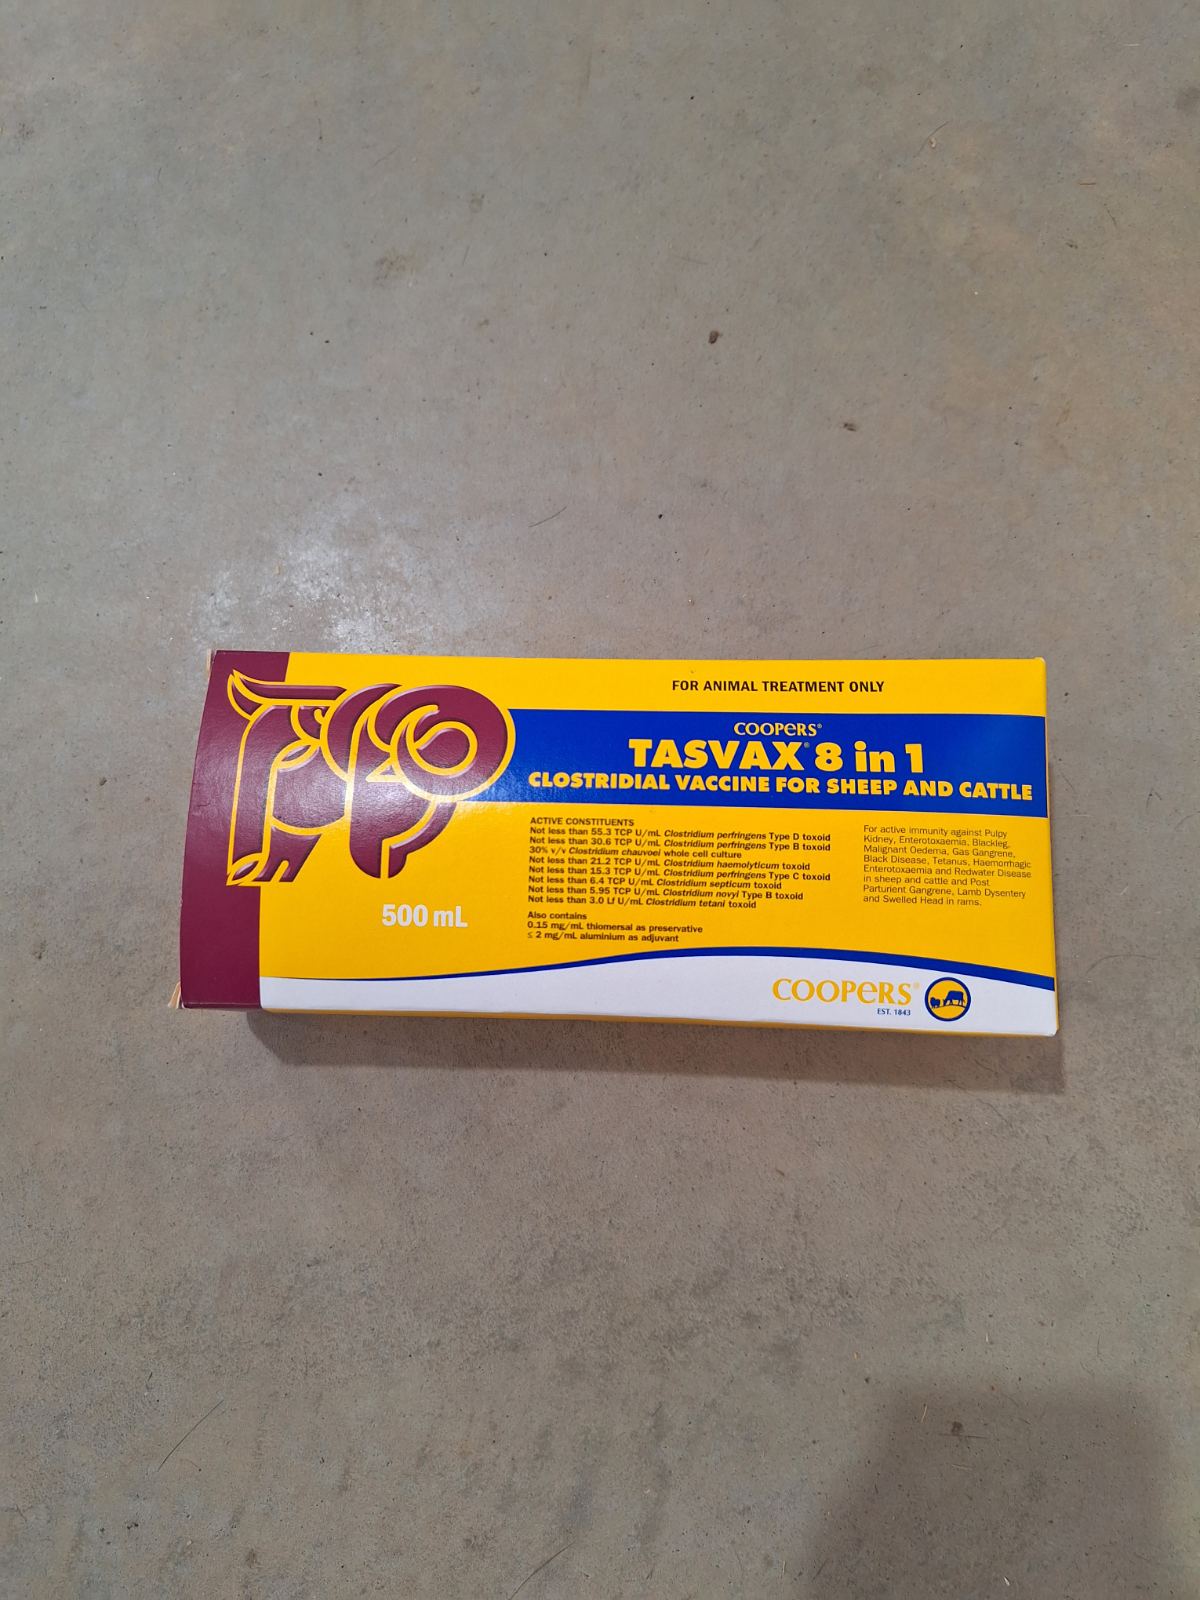 FOR ANIMAL TREATMENT ONLY
COOPERS®
TASVAX® 8 in 1
CLOSTRIDIAL VACCINE FOR SHEEP AND CATTLE
ACTIVE CONSTITUENTS
Not less than 55.3 TCP U/mL Clostridium perfringens Type D toxoid
Not less than 30.6 TCP U/mL Clostridium perfringens Type B toxoid
30% v/v Clostridium chauvoei whole cell culture
Not less than 21.2 TCP U/mL Clostridium haemolyticum toxoid
Not less than 15.3 TCP U/mL Clostridium perfringens Type C toxoid
Not less than 6.4 TCP U/mL Clostridium septicum toxoid
Not less than 5.95 TCP U/mL Clostridium novyi Type B toxoid
Not less than 3.0 Lf U/mL Clostridium tetani toxoid
Also contains
0.15 mg/mL thiomersal as preservative
≤ 2 mg/mL aluminium as adjuvant
For active immunity against Pulpy
Kidney, Enterotoxaemia, Blackleg,
Malignant Oedema, Gas Gangrene,
Black Disease, Tetanus, Haemorrhagic
Enterotoxaemia and Redwater Disease
in sheep and cattle and Post
Parturient Gangrene, Lamb Dysentery
and Swelled Head in rams.
500 mL
COOPERS®
EST. 1843